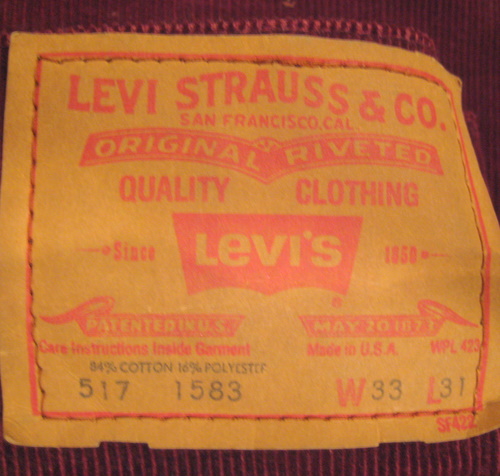 LEVI STRAUSS & CO.
SAN FRANCISCO, CAL.
ORIGINAL RIVETED
QUALITY CLOTHING
Since LEVI'S 1850
®
PATENTED IN U.S. MAY 20 1873
Care Instructions Inside Garment Made in U.S.A. WPL 423
84% COTTON 16% POLYESTER
517 1583 W33 L31
SF422